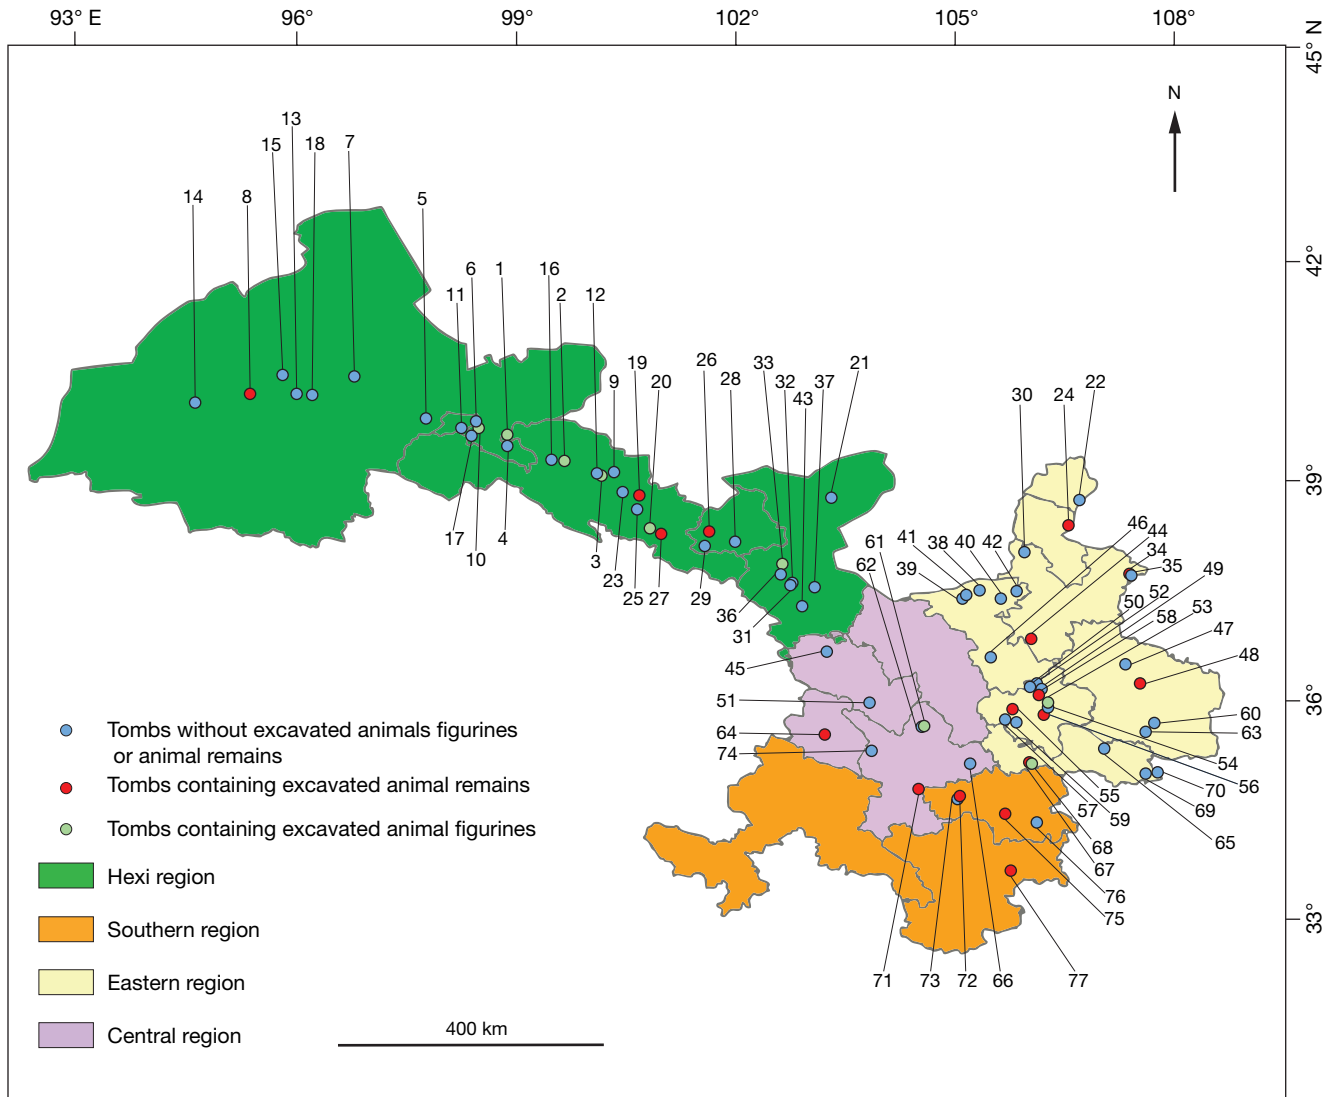 93° E 96° 99° 102° 105° 108°
45° N
N
13
15 18 7
14 8 5
42°
6 1 16
11 2 12
19 26 33 21
9 20 28 32 37 30 24 22
43
39°
46
44
61 41 38 40 42 34
62 39 35
17 10 4 3 49
23 52
25 27 29 50
36 58 53
31 47
45 48
51 36°
60
64 63
74 54
56
55 70
57 69
59
68 65
67
76
75
33°
71 73 72 66 77
Tombs without excavated animals figurines
or animal remains
Tombs containing excavated animal remains
Tombs containing excavated animal figurines
Hexi region
Southern region
Eastern region
Central region
400 km